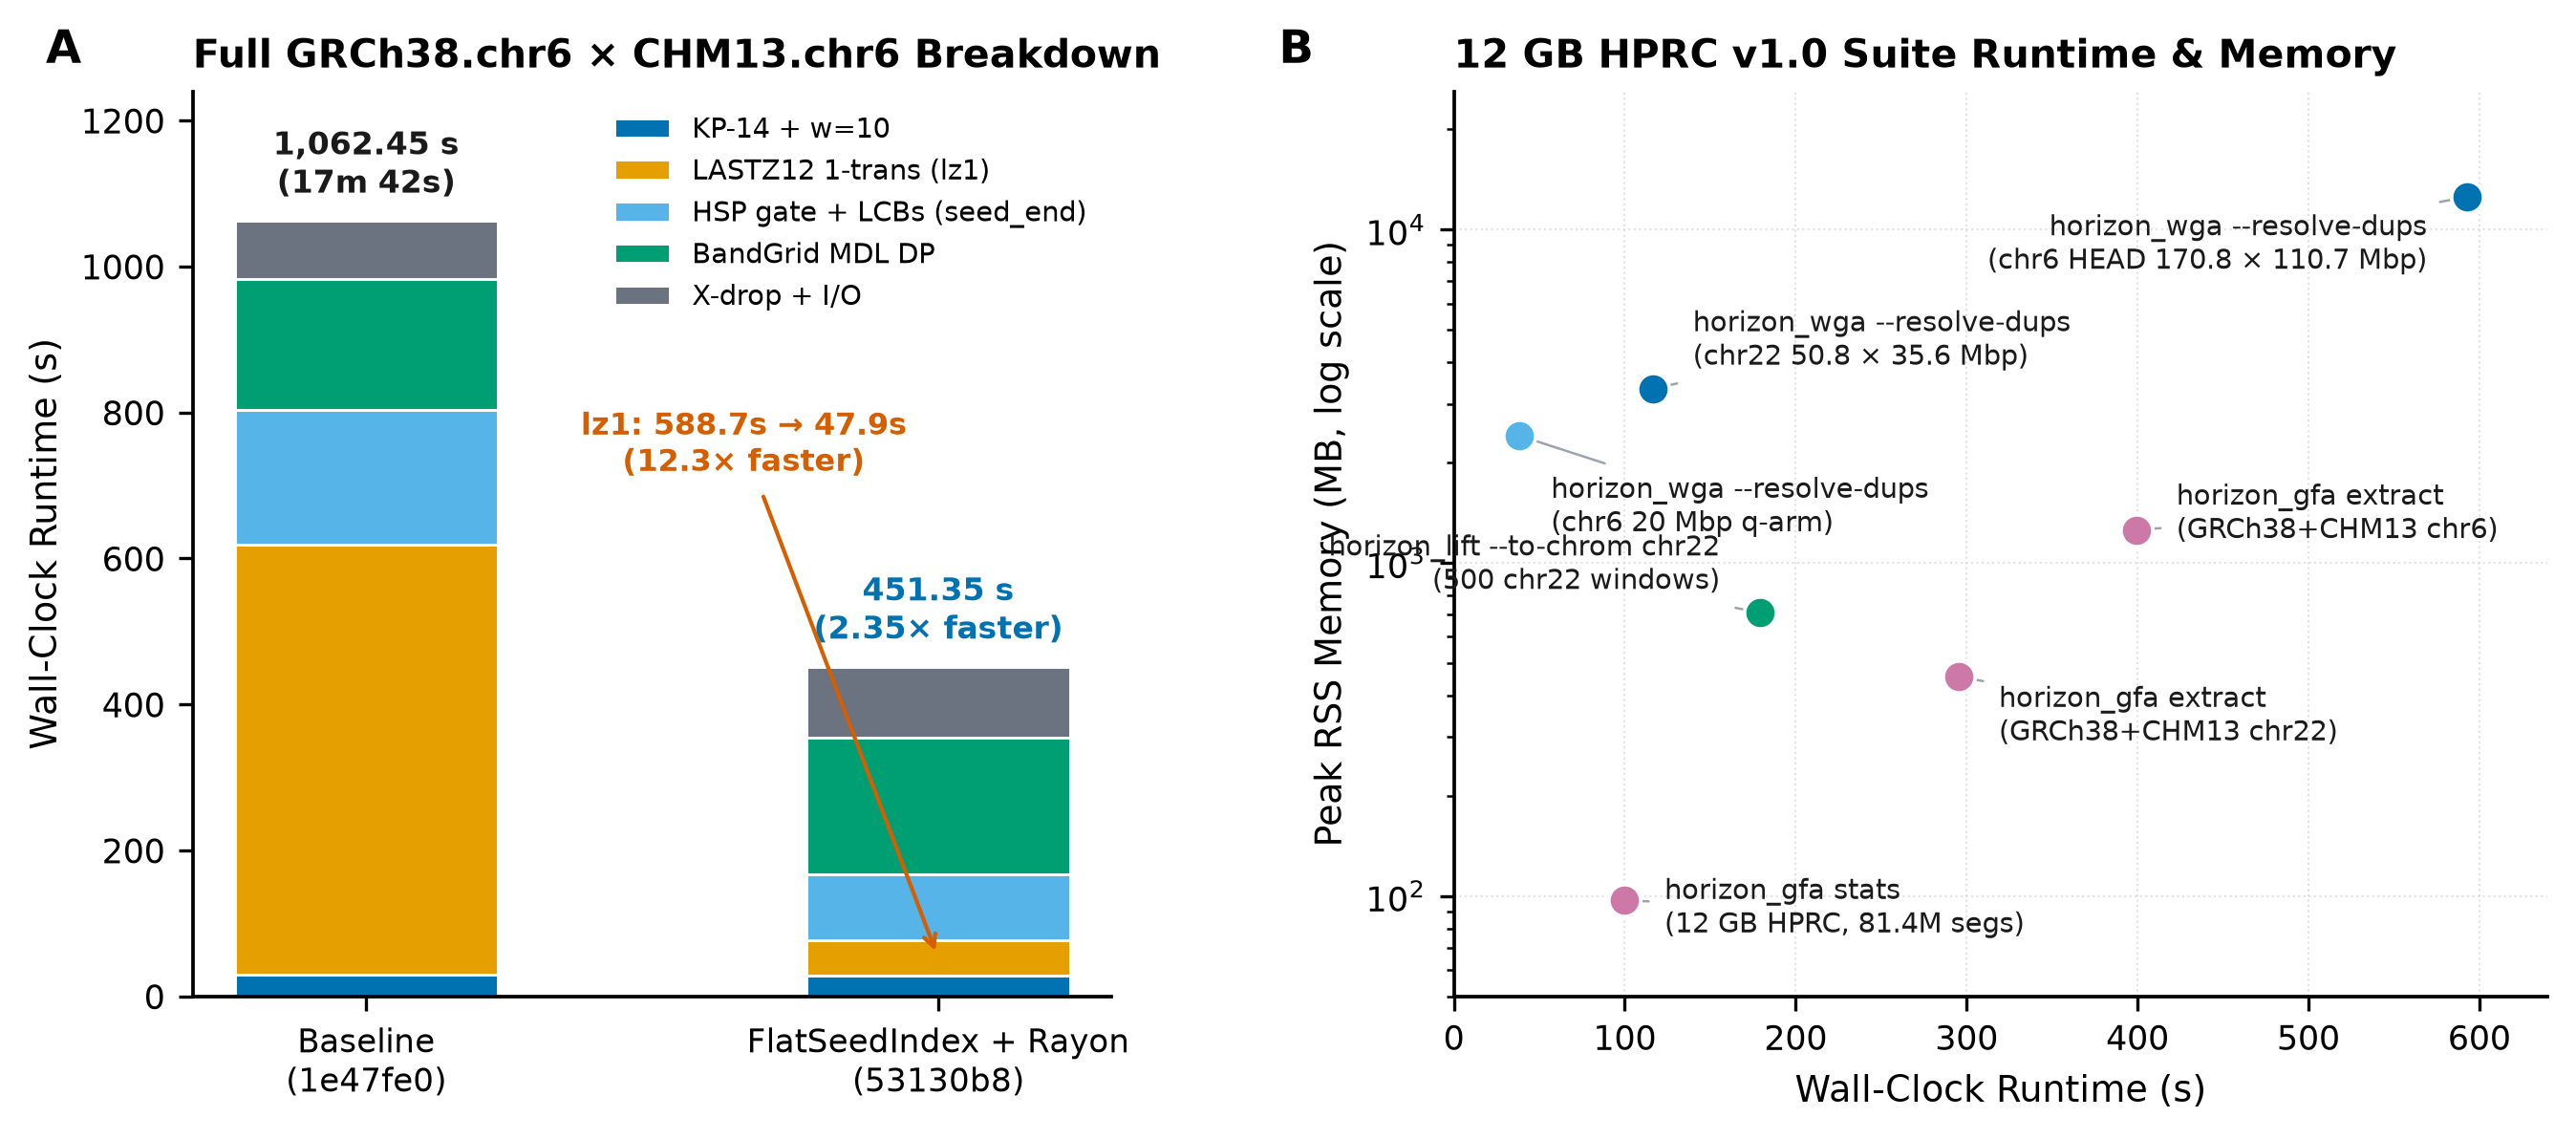 A
Full GRCh38.chr6 × CHM13.chr6 Breakdown
Wall-Clock Runtime (s)
1200
1000
800
600
400
200
0
1,062.45 s
(17m 42s)
KP-14 + w=10
LASTZ12 1-trans (lz1)
HSP gate + LCBs (seed_end)
BandGrid MDL DP
X-drop + I/O
lz1: 588.7s → 47.9s
(12.3× faster)
451.35 s
(2.35× faster)
Baseline
(1e47fe0)
FlatSeedIndex + Rayon
(53130b8)
B
12 GB HPRC v1.0 Suite Runtime & Memory
Peak RSS Memory (MB, log scale)
10⁴
10³
10²
horizon_wga --resolve-dups
(chr6 HEAD 170.8 × 110.7 Mbp)
horizon_wga --resolve-dups
(chr22 50.8 × 35.6 Mbp)
horizon_wga --resolve-dups
(chr6 20 Mbp q-arm)
horizon_lift --to-chrom chr22
(500 chr22 windows)
horizon_gfa extract
(GRCh38+CHM13 chr6)
horizon_gfa extract
(GRCh38+CHM13 chr22)
horizon_gfa stats
(12 GB HPRC, 81.4M segs)
0
100
200
300
400
500
600
Wall-Clock Runtime (s)